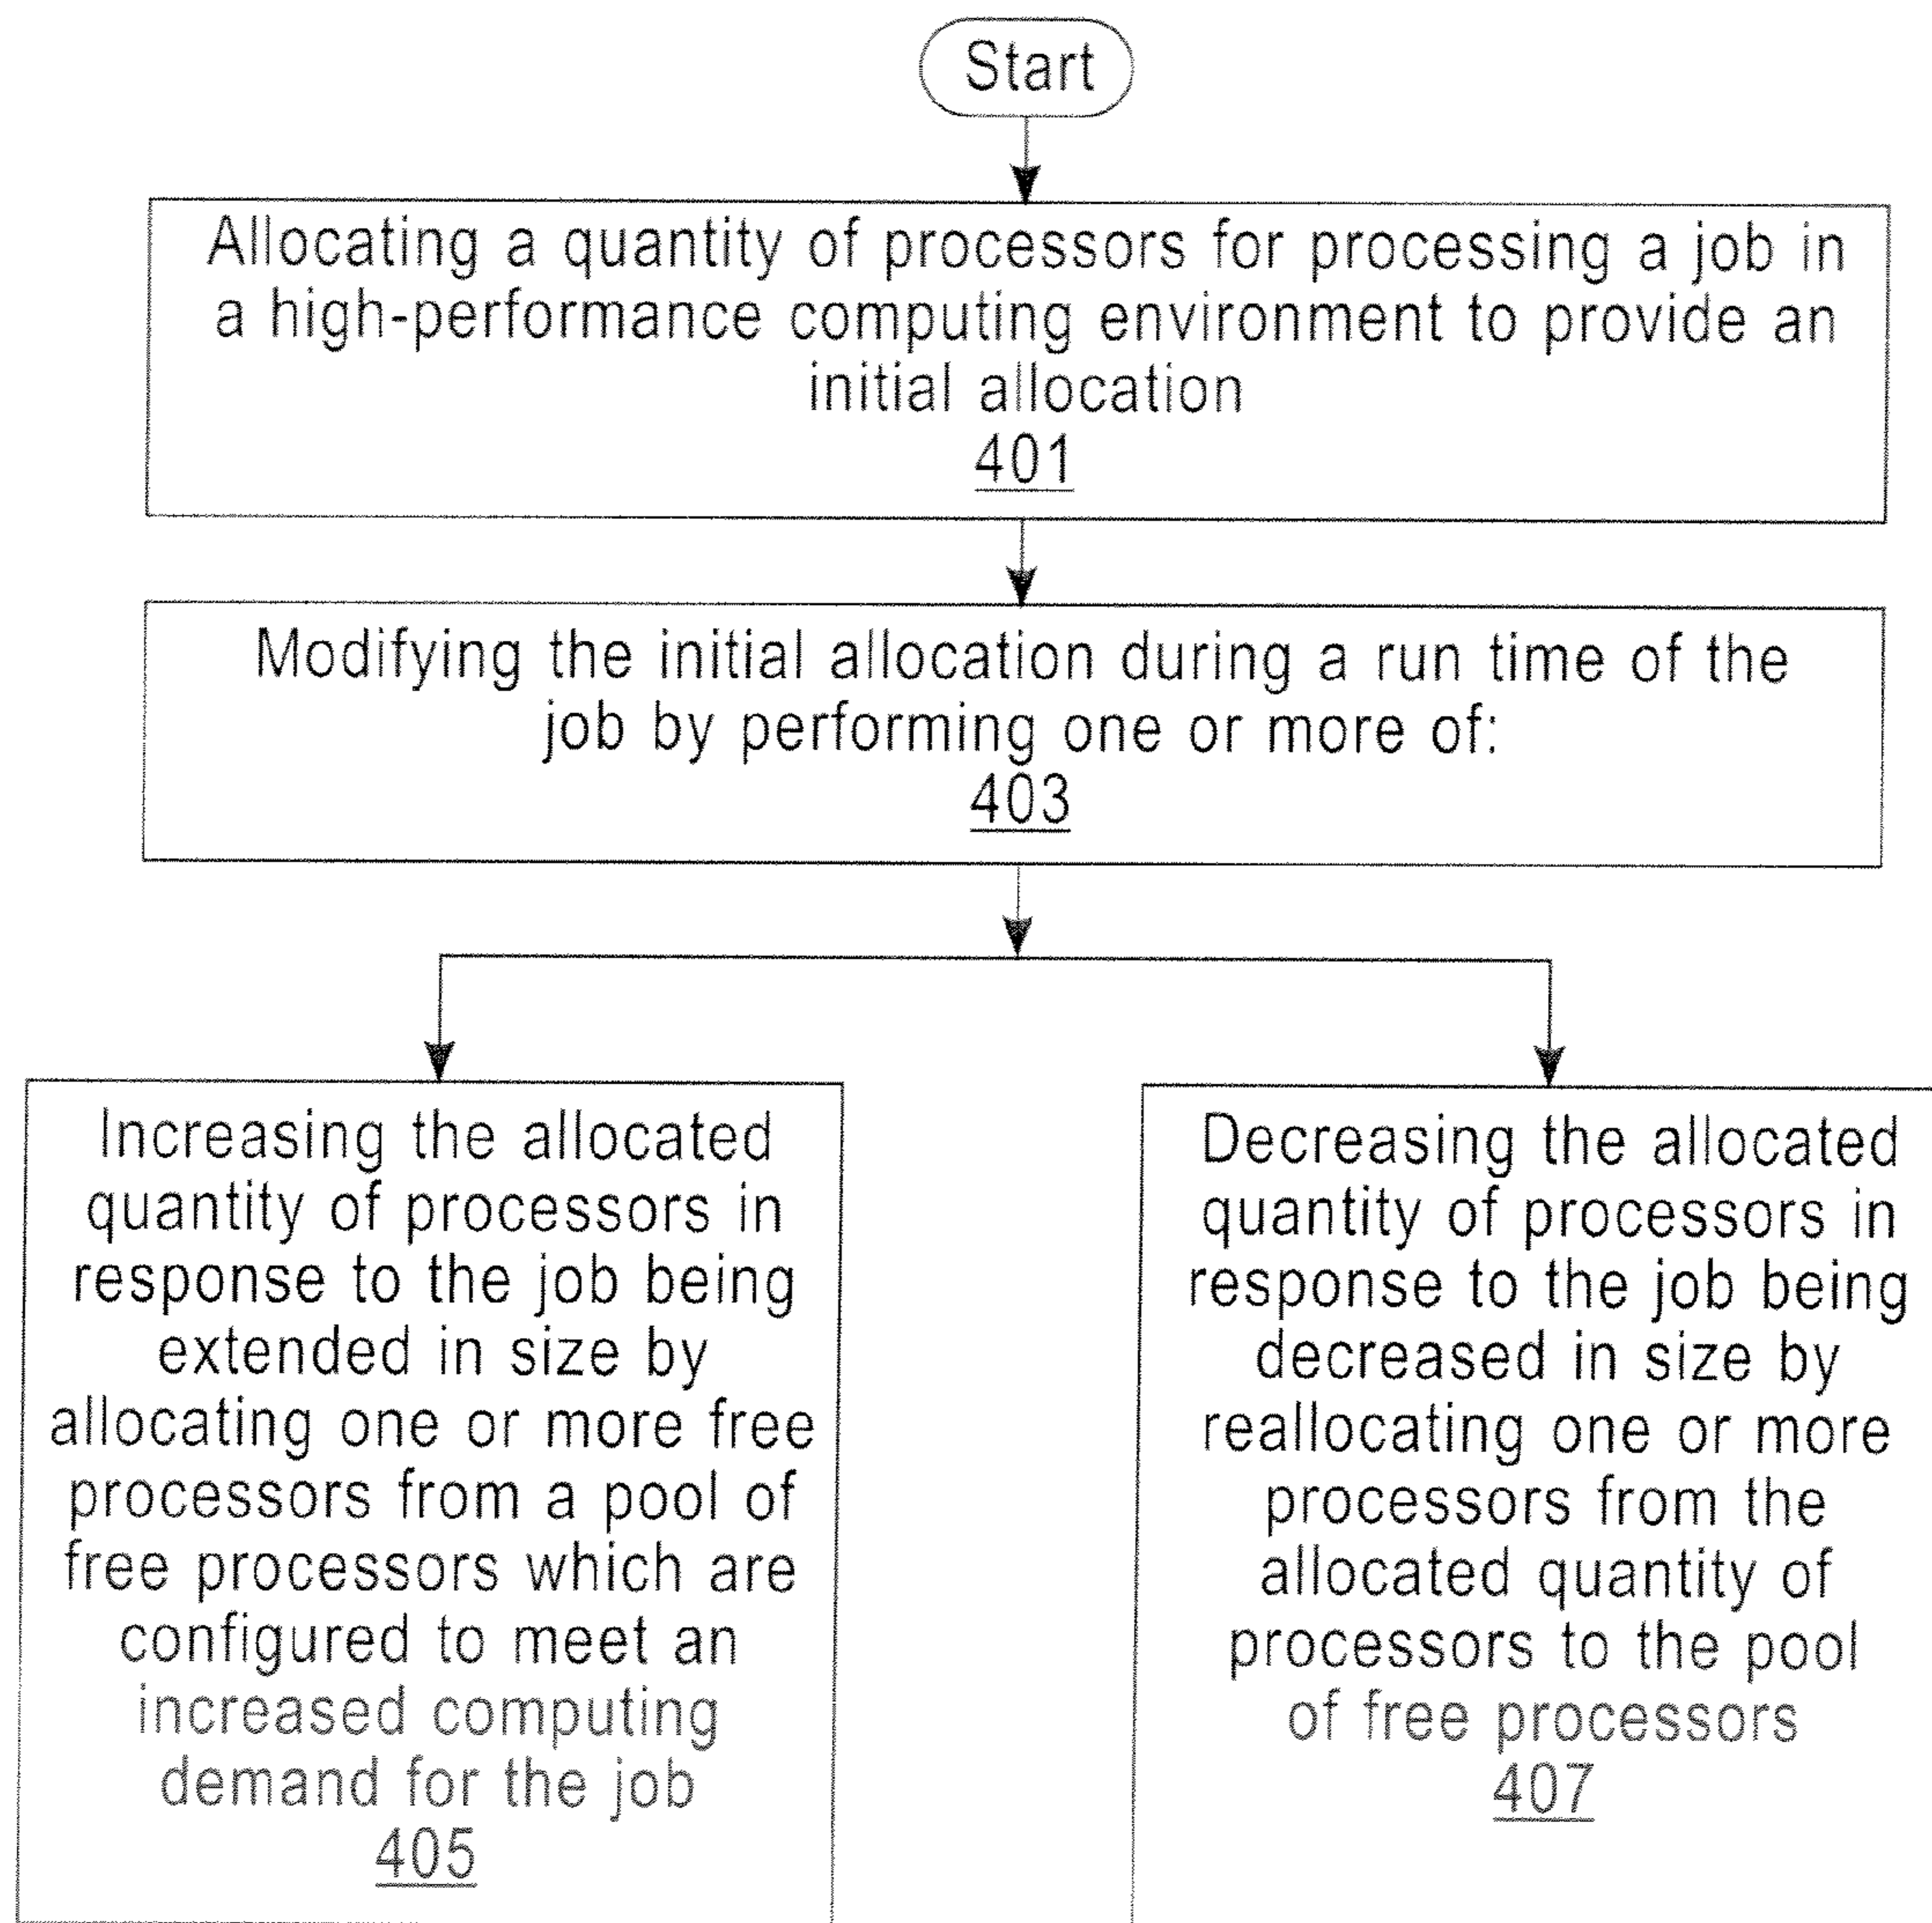 Start
Allocating a quantity of processors for processing a job in
a high-performance computing environment to provide an
initial allocation
401
Modifying the initial allocation during a run time of the
job by performing one or more of:
403
Increasing the allocated
quantity of processors in
response to the job being
extended in size by
allocating one or more free
processors from a pool of
free processors which are
configured to meet an
increased computing
demand for the job
405
Decreasing the allocated
quantity of processors in
response to the job being
decreased in size by
reallocating one or more
processors from the
allocated quantity of
processors to the pool
of free processors
407